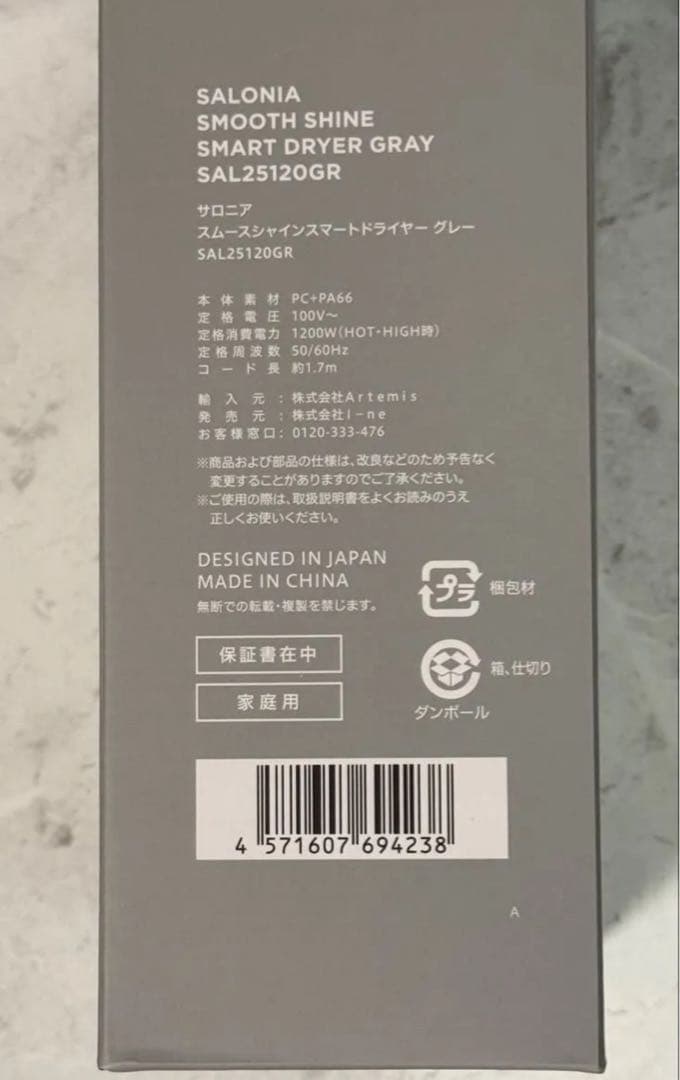 SALONIA
SMOOTH SHINE
SMART DRYER GRAY
SAL25120GR
サロニア
スムースシャインスマートドライヤー グレー
SAL25120GR
本体素材 PC+PA66
定格電圧 100V〜
定格消費電力 1200W(HOT・HIGH時)
定格周波数 50/60Hz
コード長 約1.7m
輸入元:株式会社Artemis
発売元:株式会社I-ne
お客様窓口:0120-333-476
※商品および部品の仕様は、改良などのため予告なく
変更することがありますのでご了承ください。
※ご使用の際は、取扱説明書をよくお読みのうえ
正しくお使いください。
DESIGNED IN JAPAN
MADE IN CHINA
無断での転載・複製を禁じます。
プラ 梱包材
保証書在中
箱、仕切り
家庭用
ダンボール
4 571607 694238
A